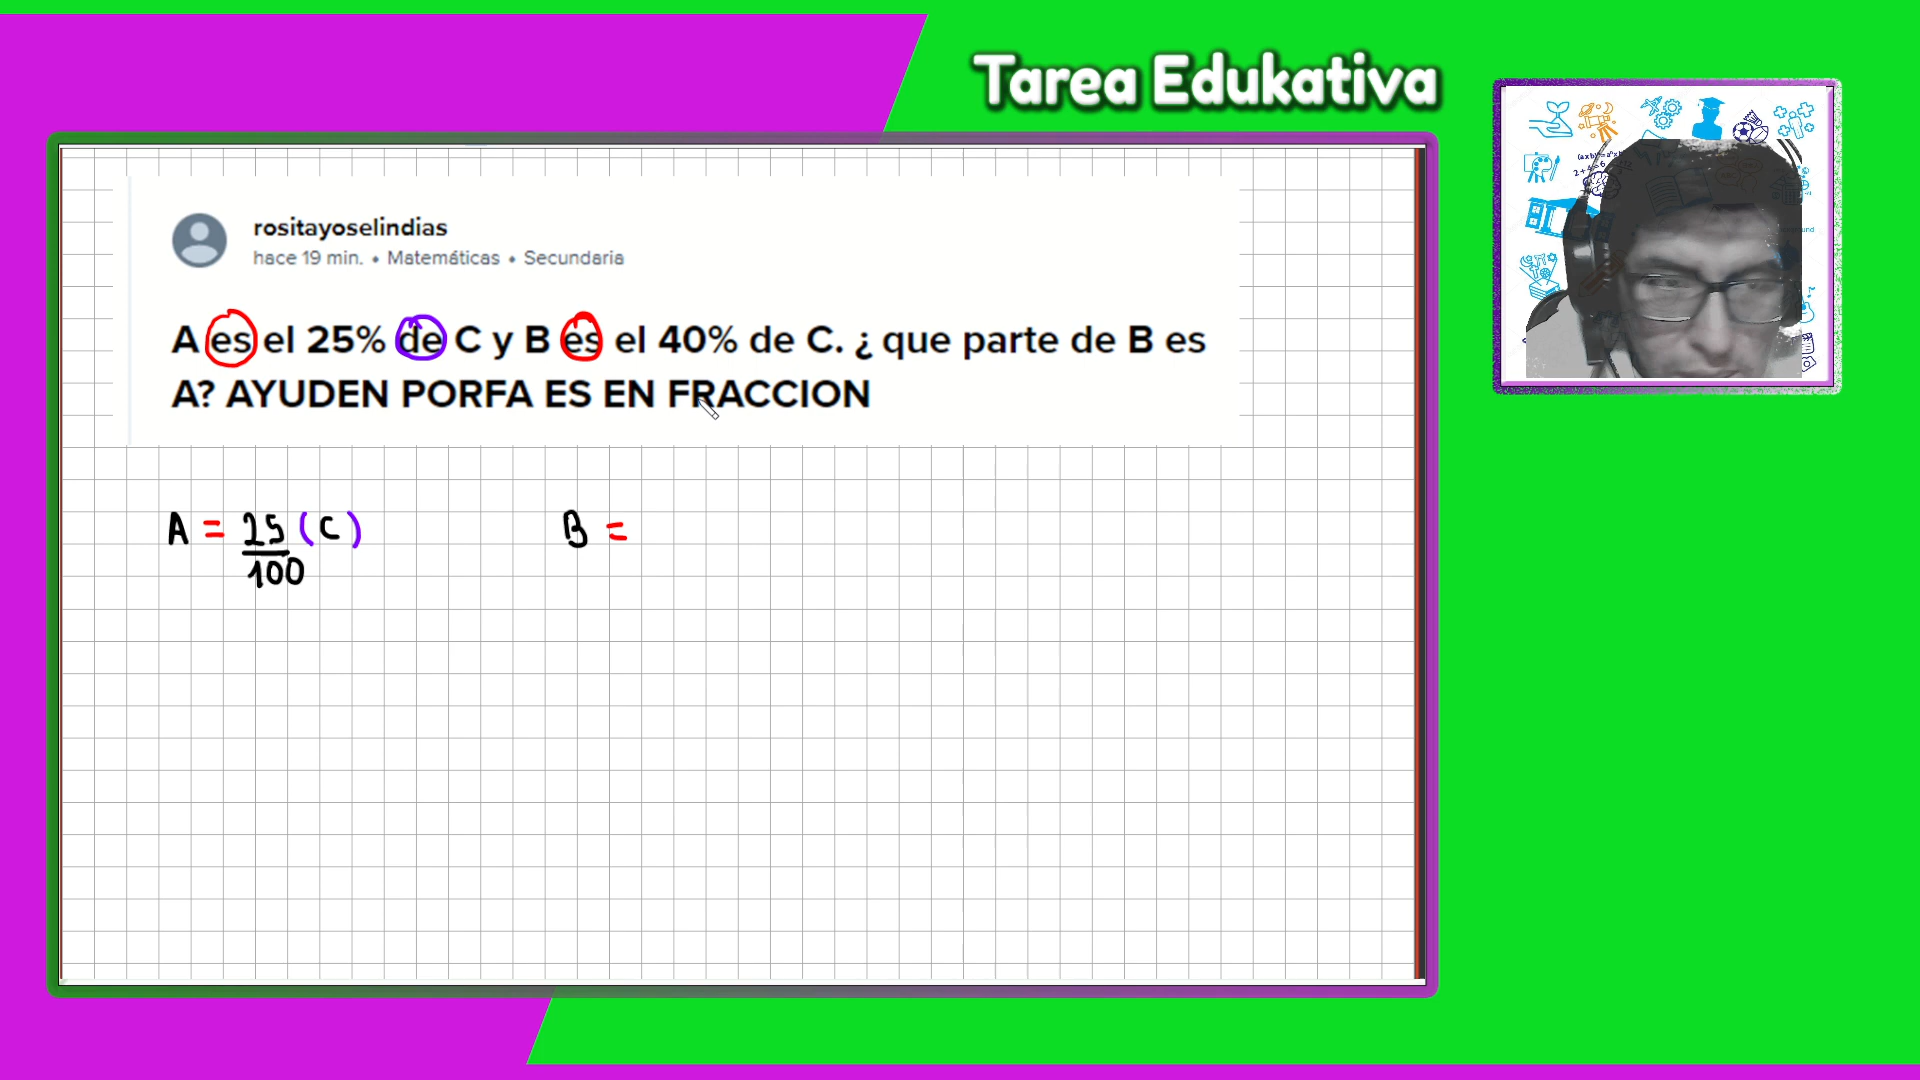 Tarea Edukativa
rositayoselindias
hace 19 min. • Matemáticas • Secundaria
A es el 25% de C y B es el 40% de C. ¿ que parte de B es
A? AYUDEN PORFA ES EN FRACCION
A = 25 (C)
100
B =